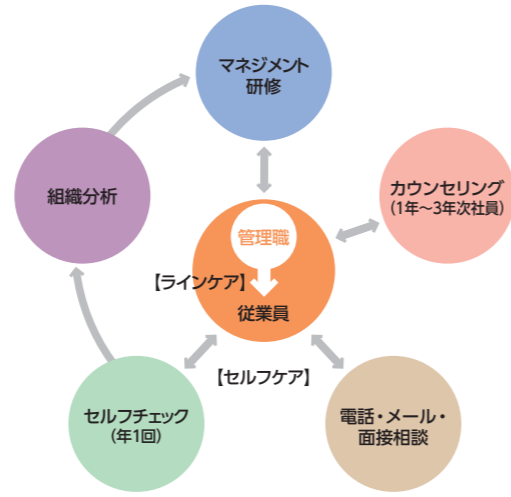 マネジメント
研修
組織分析
カウンセリング
(1年〜3年次社員)
管理職
【ラインケア】
従業員
【セルフケア】
セルフチェック
(年1回)
電話・メール・
面接相談